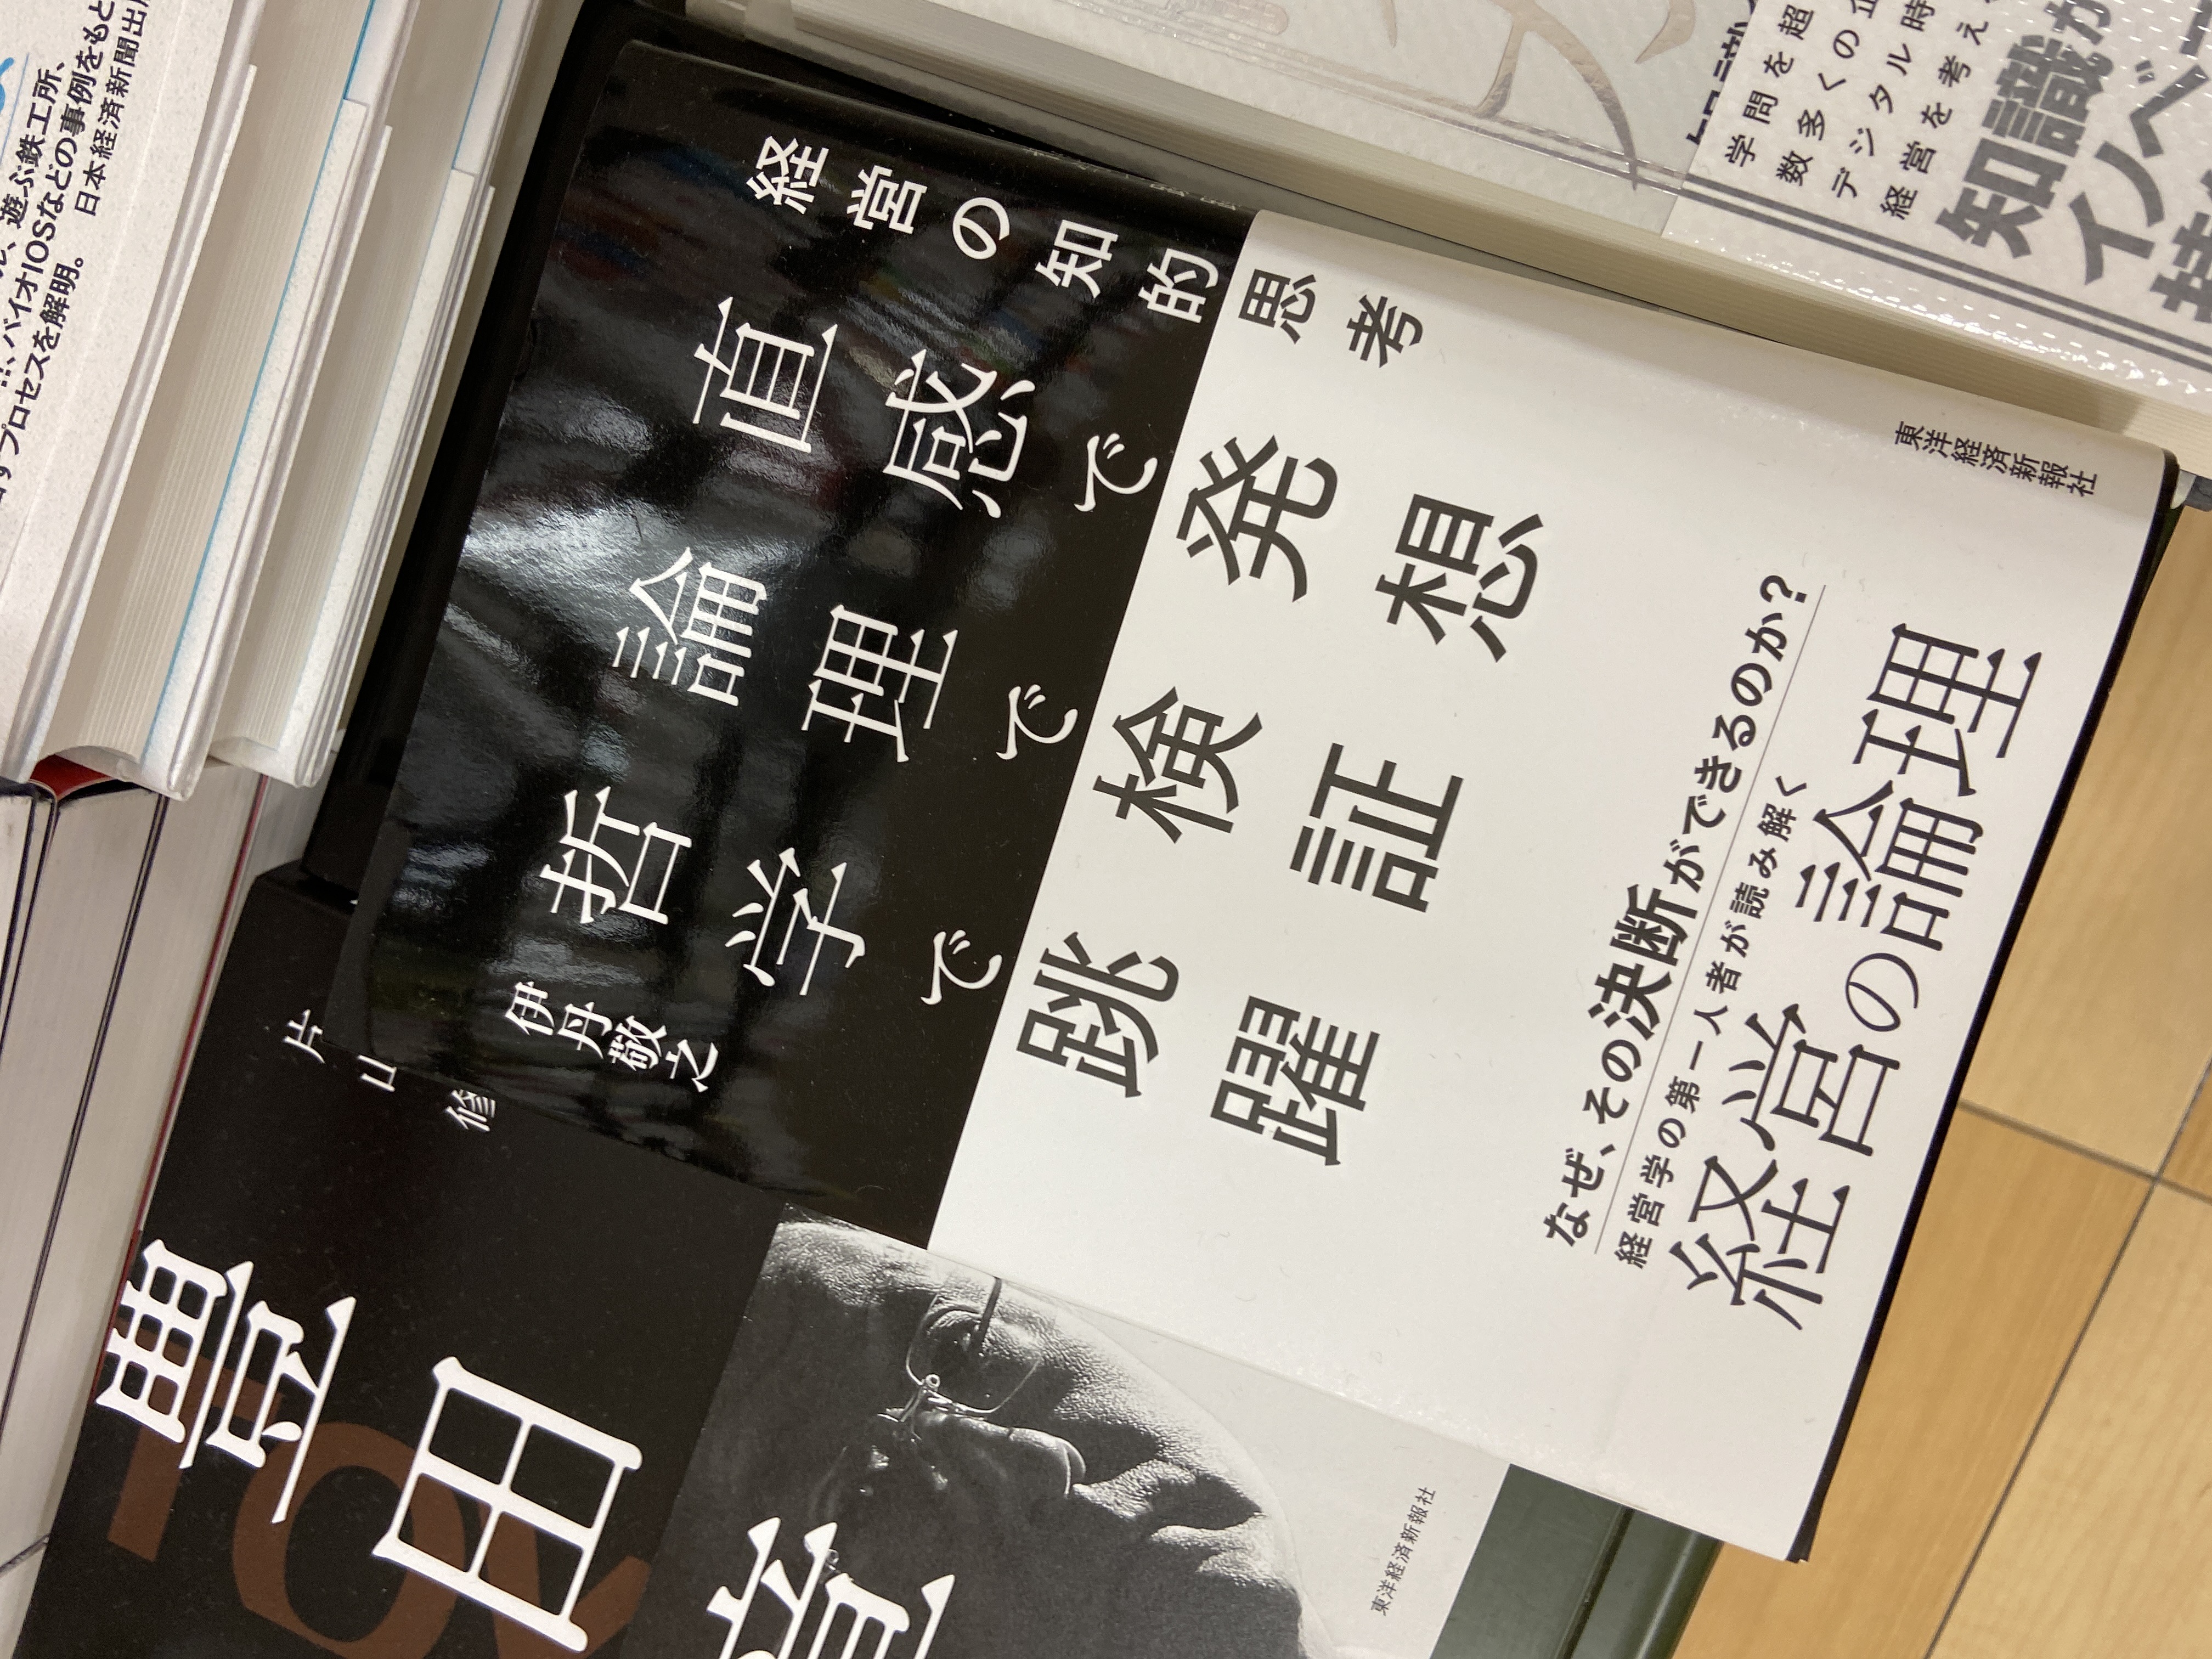 経営の知的思考
直感で発想
論理で検証
哲学で跳躍
伊丹敬之
なぜ、その決断ができるのか?
経営学の第一人者が読み解く
経営の論理
東洋経済新報社
豊田章
片山修
東洋経済新報社
遊ぶ鉄工所、
バイオIOSなどの事例をもと
すプロセスを解明。 日本経済新聞出
学問を超
数多くの企
デジタル時
経営を考え
知識が
イノベー